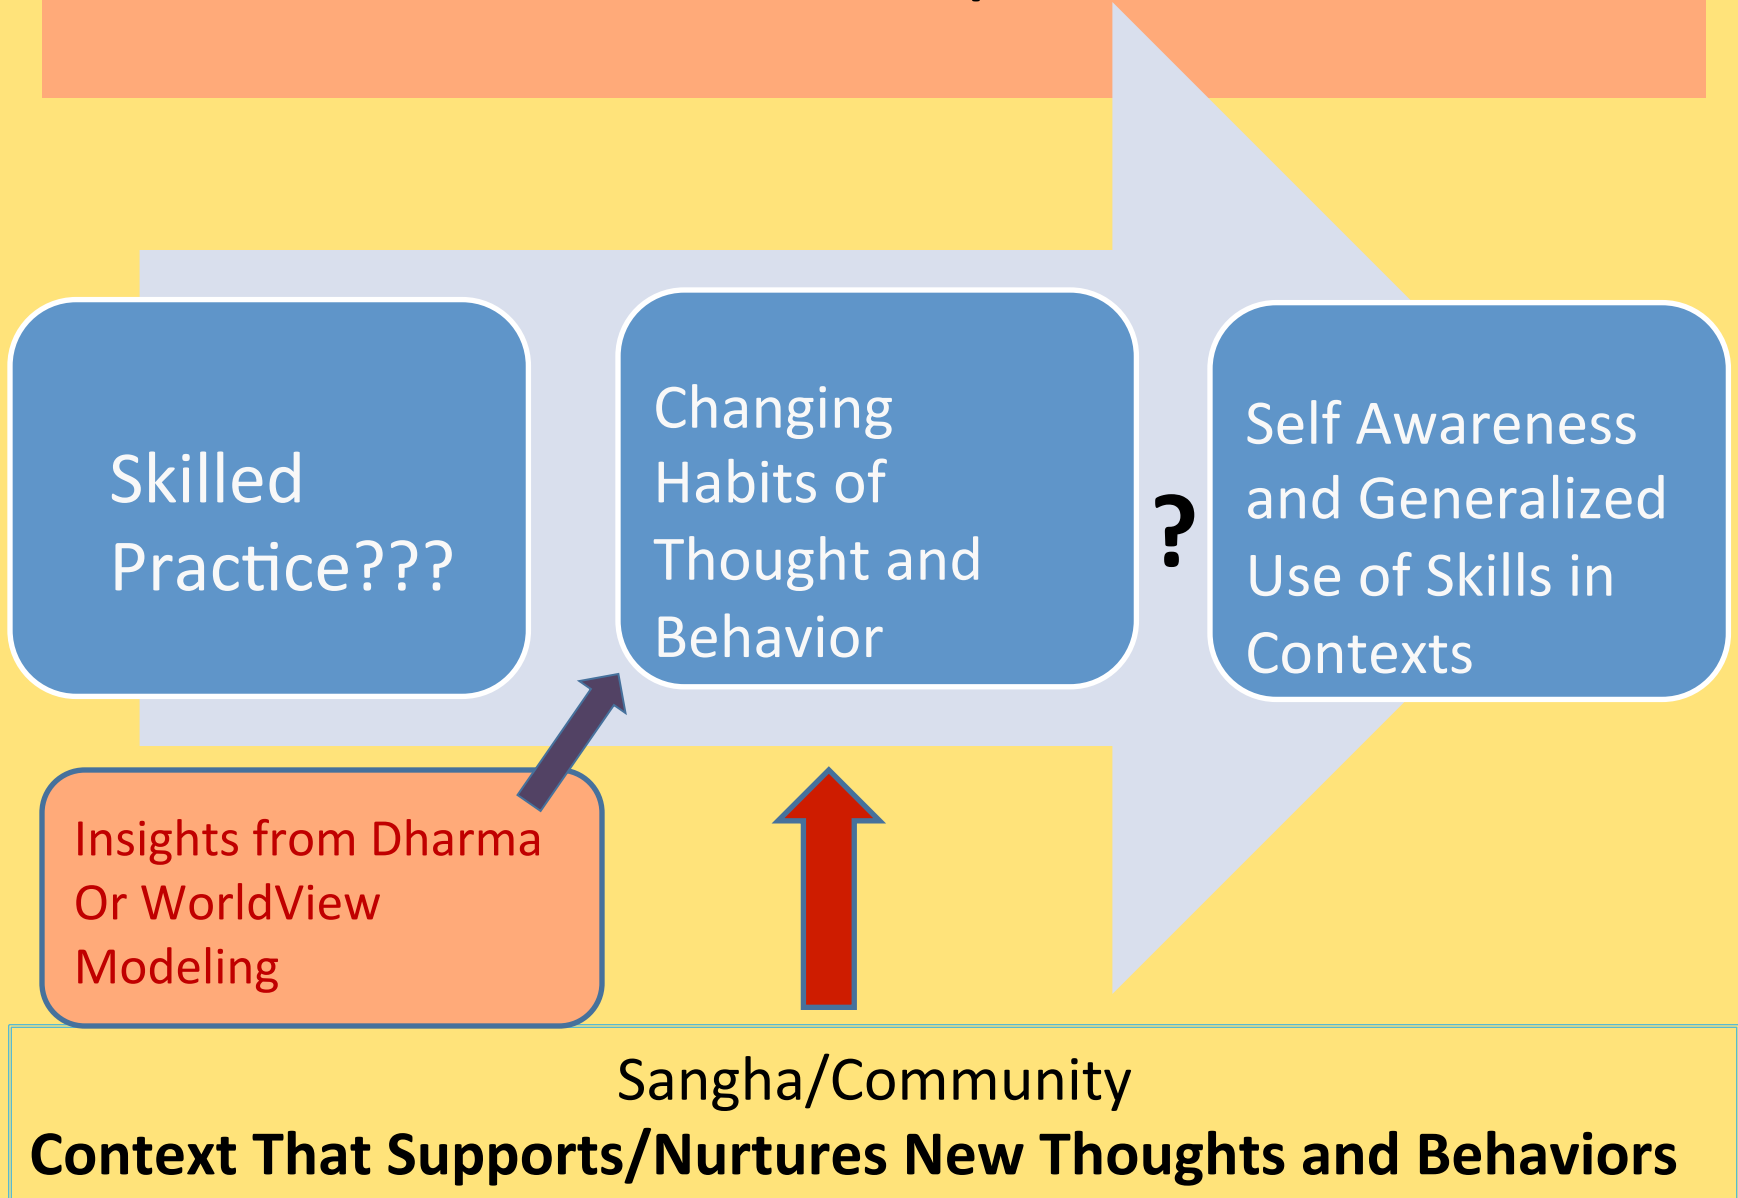 Skilled
Practice???
Changing
Habits of
Thought and
Behavior
?
Self Awareness
and Generalized
Use of Skills in
Contexts
Insights from Dharma
Or WorldView
Modeling
Sangha/Community
Context That Supports/Nurtures New Thoughts and Behaviors